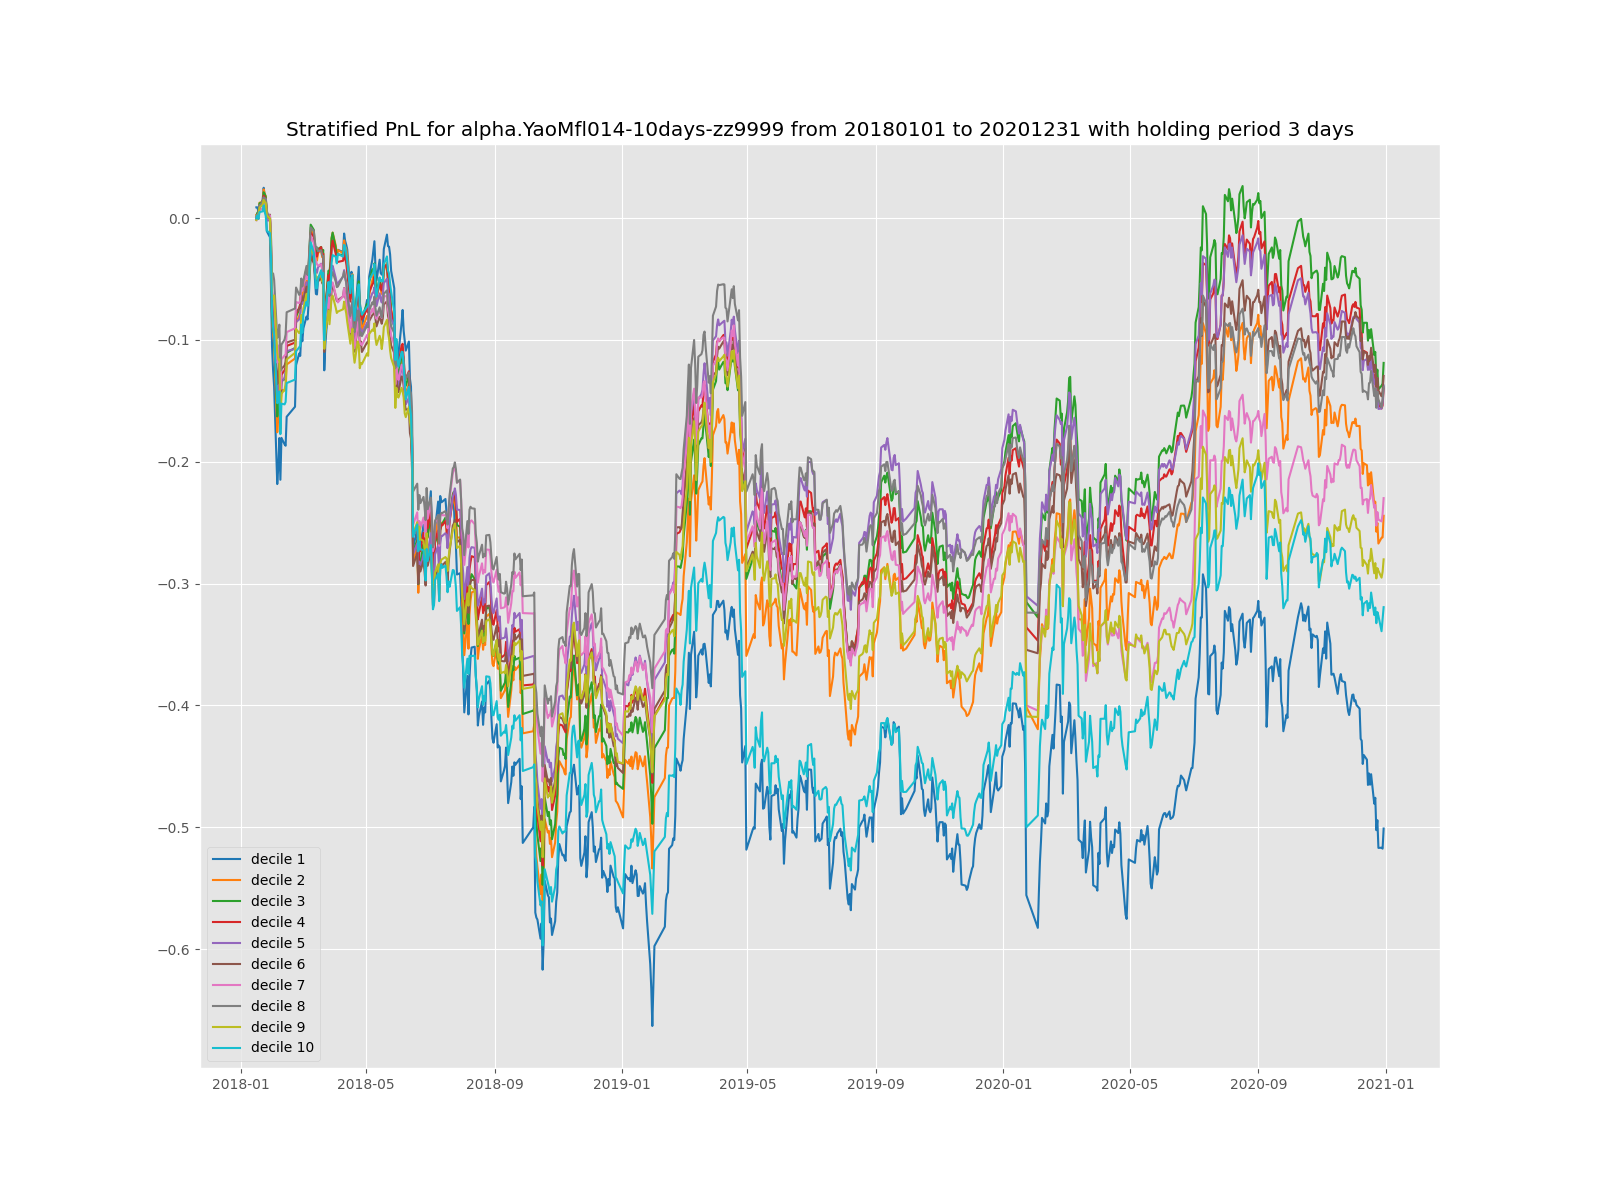 Stratified PnL for alpha.YaoMfl014-10days-zz9999 from 20180101 to 20201231 with holding period 3 days
0.0
−0.1
−0.2
−0.3
−0.4
−0.5
−0.6
decile 1
decile 2
decile 3
decile 4
decile 5
decile 6
decile 7
decile 8
decile 9
decile 10
2018-01 2018-05 2018-09 2019-01 2019-05 2019-09 2020-01 2020-05 2020-09 2021-01